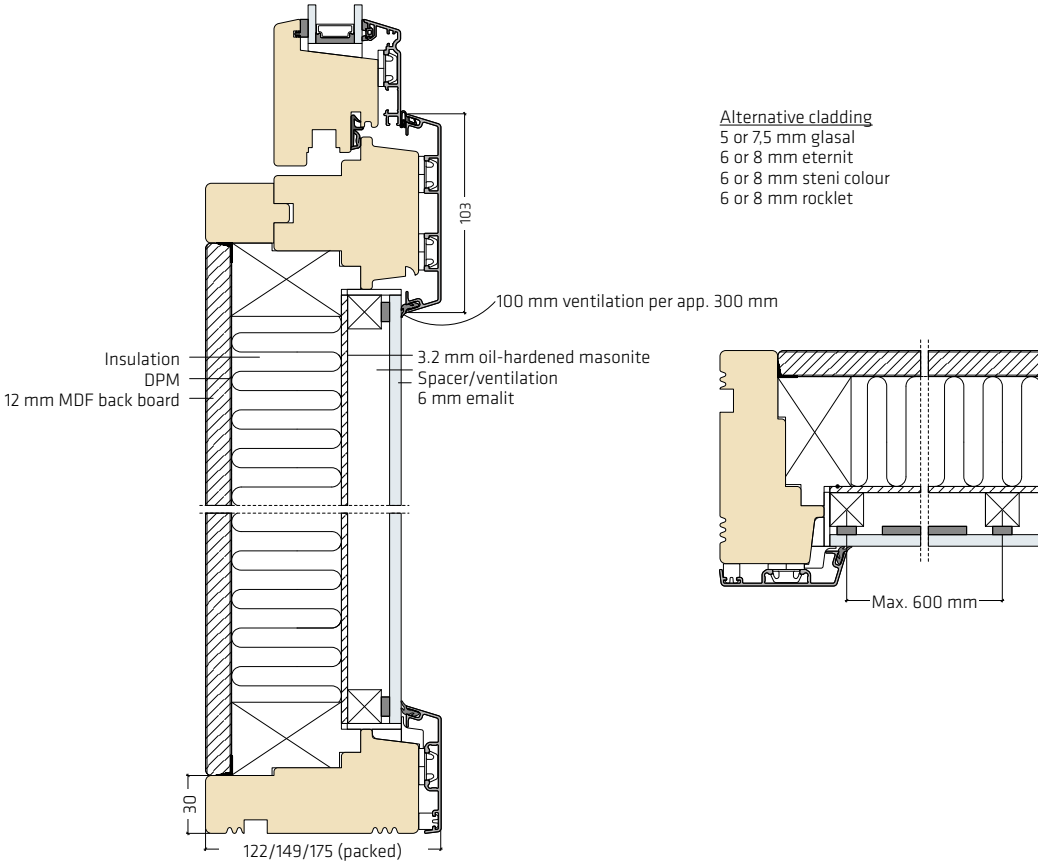 Alternative cladding
5 or 7,5 mm glasal
6 or 8 mm eternit
6 or 8 mm steni colour
6 or 8 mm rocklet
103
100 mm ventilation per app. 300 mm
Insulation
DPM
12 mm MDF back board
3.2 mm oil-hardened masonite
Spacer/ventilation
6 mm emalit
Max. 600 mm
30
122/149/175 (packed)